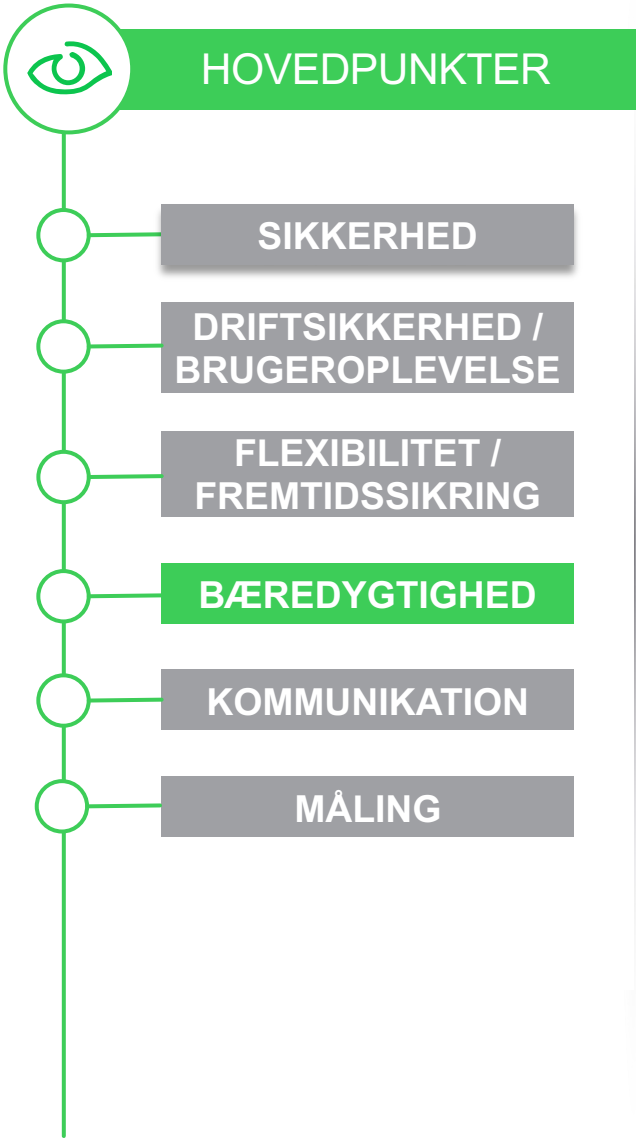 HOVEDPUNKTER
SIKKERHED
DRIFTSIKKERHED /
BRUGEROPLEVELSE
FLEXIBILITET /
FREMTIDSSIKRING
BÆREDYGTIGHED
KOMMUNIKATION
MÅLING